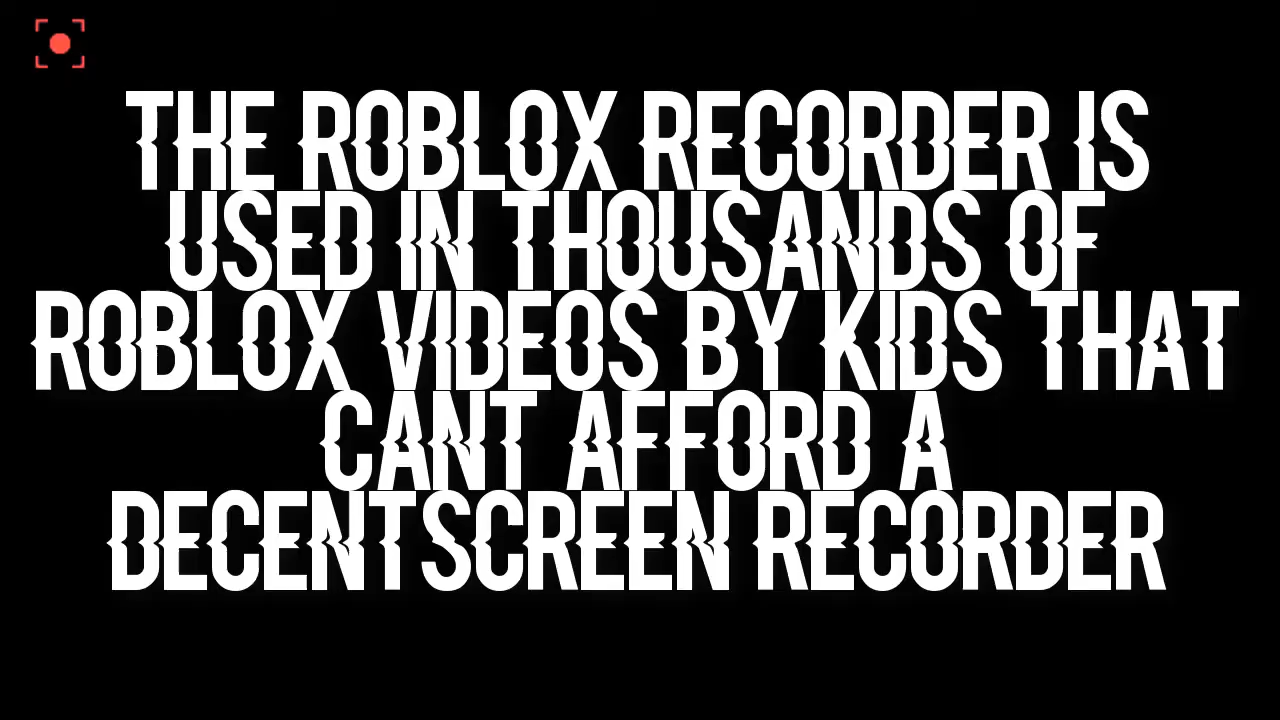 THE ROBLOX RECORDER IS
USED IN THOUSANDS OF
ROBLOX VIDEOS BY KIDS THAT
CANT AFFORD A
DECENTSCREEN RECORDER